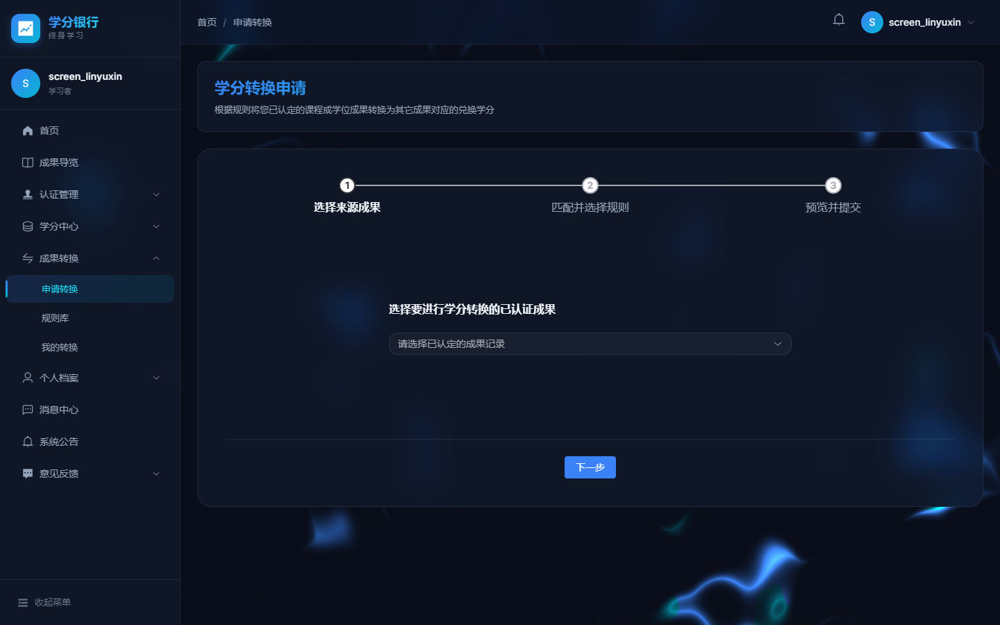 学分银行
终身学习
S
screen_linyuxin
学习者
首页
成果导览
认证管理
学分中心
成果转换
申请转换
规则库
我的转换
个人档案
消息中心
系统公告
意见反馈
收起菜单
首页 / 申请转换
S screen_linyuxin
学分转换申请
根据规则将您已认定的课程或学位成果转换为其它成果对应的兑换学分
1 2 3
选择来源成果 匹配并选择规则 预览并提交
选择要进行学分转换的已认证成果
请选择已认定的成果记录
下一步